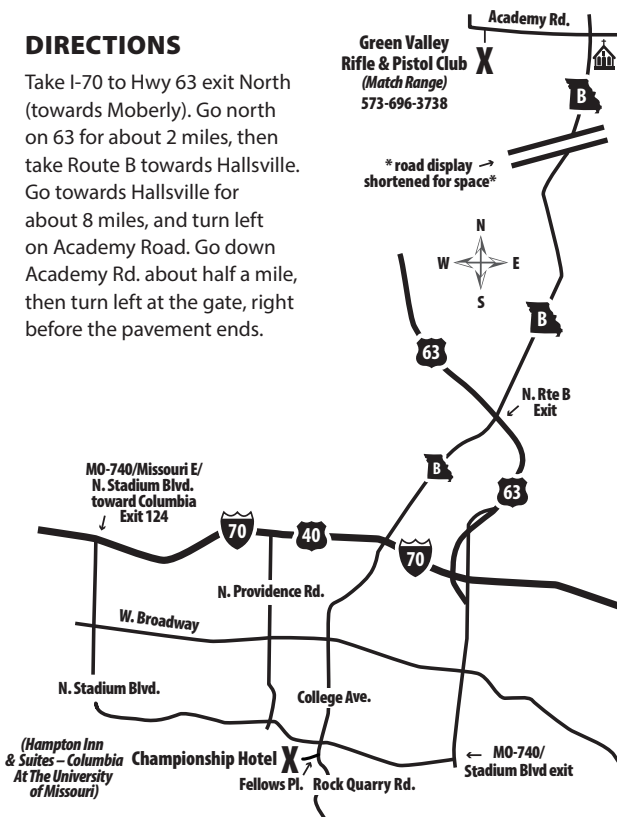 DIRECTIONS
Take I-70 to Hwy 63 exit North
(towards Moberly). Go north
on 63 for about 2 miles, then
take Route B towards Hallsville.
Go towards Hallsville for
about 8 miles, and turn left
on Academy Road. Go down
Academy Rd. about half a mile,
then turn left at the gate, right
before the pavement ends.
Academy Rd.
Green Valley
Rifle & Pistol Club X
(Match Range)
573-696-3738
B
* road display →
shortened for space*
N
W E
S
B
63
N. Rte B
Exit
B
63
MO-740/Missouri E/
N. Stadium Blvd.
toward Columbia
Exit 124
70
40
70
N. Providence Rd.
W. Broadway
N. Stadium Blvd.
College Ave.
(Hampton Inn
& Suites – Columbia
At The University
of Missouri)
Championship Hotel X
Fellows Pl. Rock Quarry Rd.
← MO-740/
Stadium Blvd exit